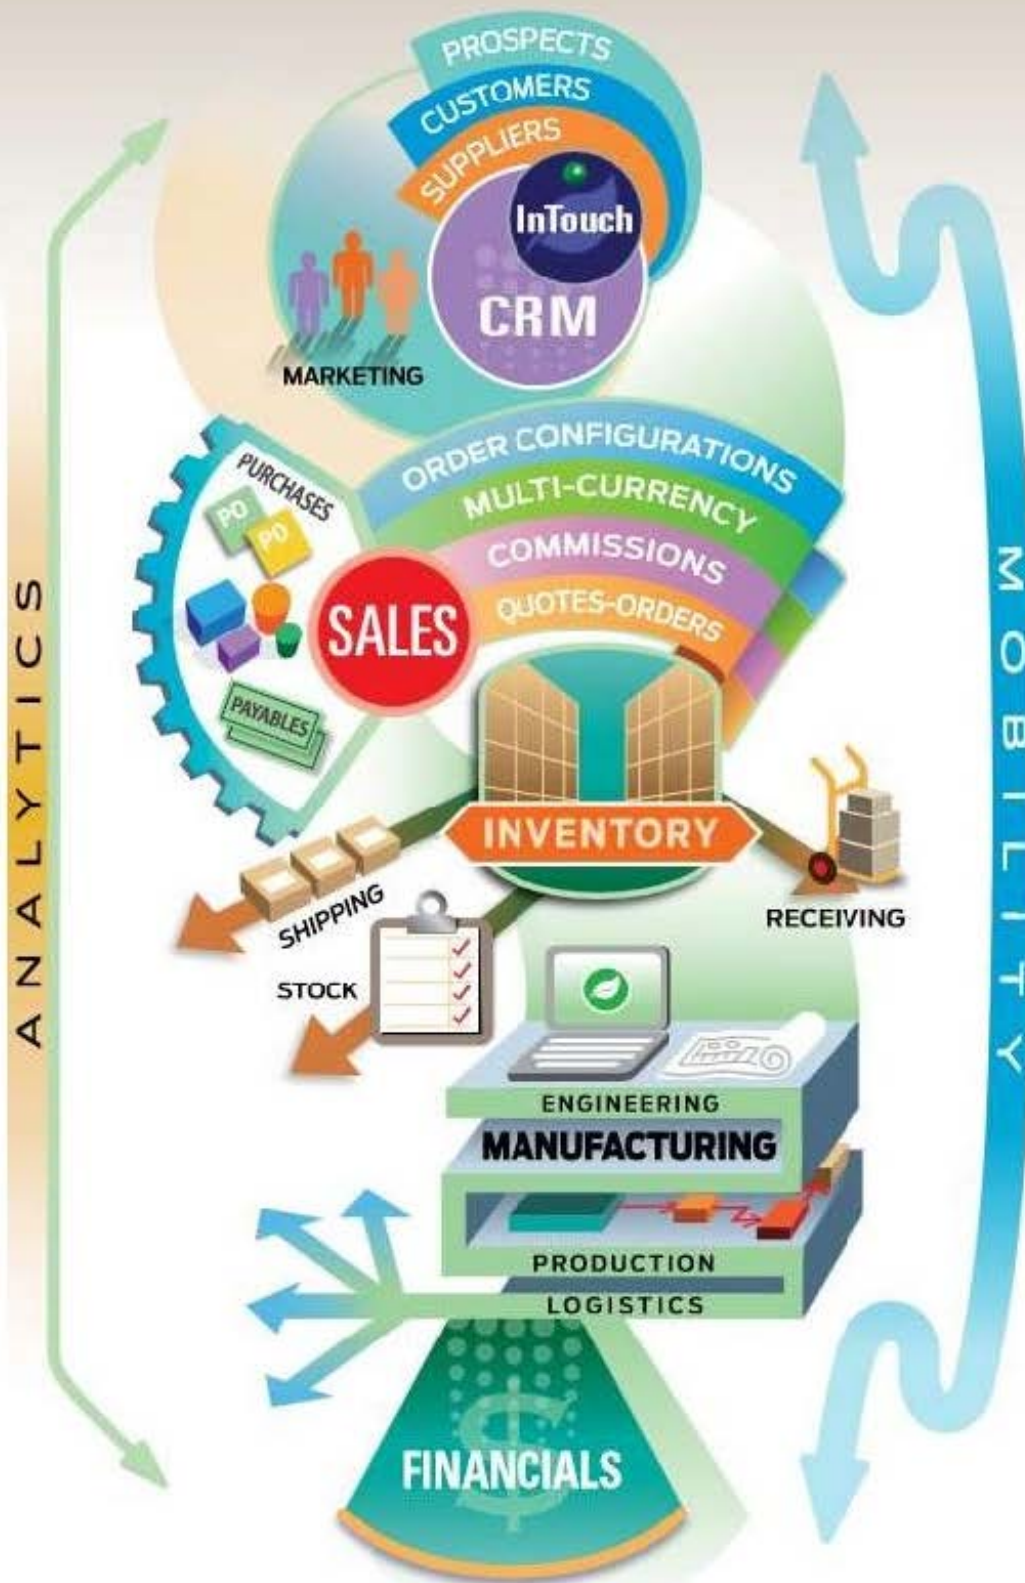 PROSPECTS
CUSTOMERS
SUPPLIERS
InTouch
CRM
MARKETING
ORDER CONFIGURATIONS
MULTI-CURRENCY
COMMISSIONS
QUOTES-ORDERS
PURCHASES
PO
PO
SALES
PAYABLES
INVENTORY
SHIPPING
RECEIVING
STOCK
ENGINEERING
MANUFACTURING
PRODUCTION
LOGISTICS
$
FINANCIALS
ANALYTICS
MOBILITY